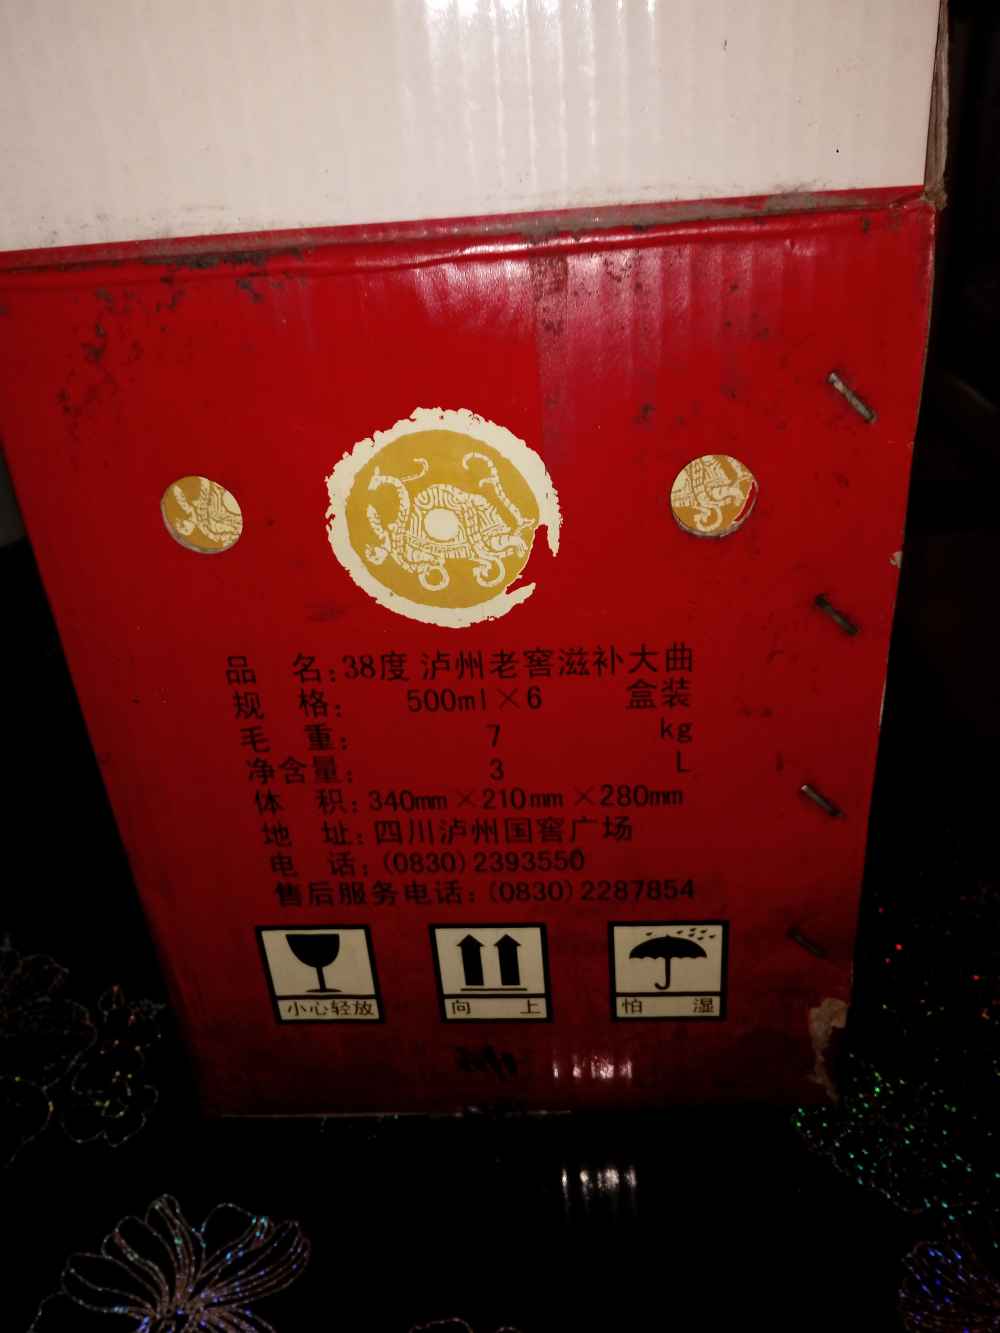 品 名:38度 泸州老窖滋补大曲
规 格: 500ml×6 盒装
毛 重: 7 kg
净含量: 3 L
体 积:340mm×210mm×280mm
地 址:四川泸州国窖广场
电 话:(0830)2393550
售后服务电话:(0830)2287854
小心轻放 向 上 怕 湿